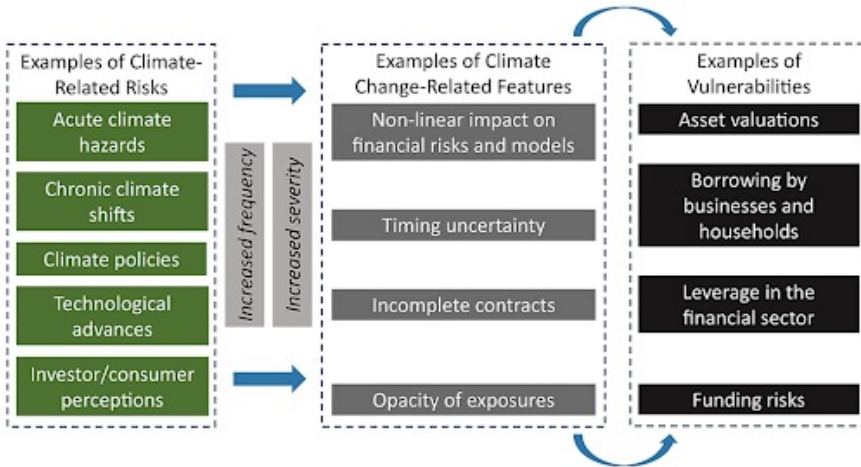 Examples of Climate-
Related Risks
Acute climate
hazards
Chronic climate
shifts
Climate policies
Technological
advances
Investor/consumer
perceptions
Increased frequency
Increased severity
Examples of Climate
Change-Related Features
Non-linear impact on
financial risks and models
Timing uncertainty
Incomplete contracts
Opacity of exposures
Examples of
Vulnerabilities
Asset valuations
Borrowing by
businesses and
households
Leverage in the
financial sector
Funding risks